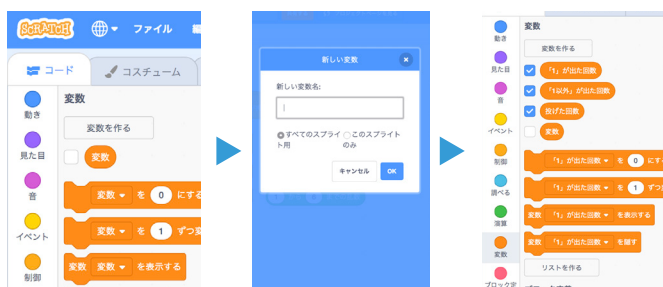 SCRATCH
ファイル
コード
コスチューム
動き
見た目
音
イベント
制御
変数
変数を作る
変数
変数 を 0 にする
変数 を 1 ずつ変
変数 変数 を表示する
新しい変数
新しい変数名:
すべてのスプライト用
このスプライトのみ
キャンセル
OK
動き
見た目
音
イベント
制御
調べる
演算
変数
ブロック定
変数
変数を作る
「1」が出た回数
「1以外」が出た回数
投げた回数
変数
「1」が出た回数 を 0 にす
「1」が出た回数 を 1 ずつ
変数 「1」が出た回数 を表示する
変数 「1」が出た回数 を隠す
リストを作る